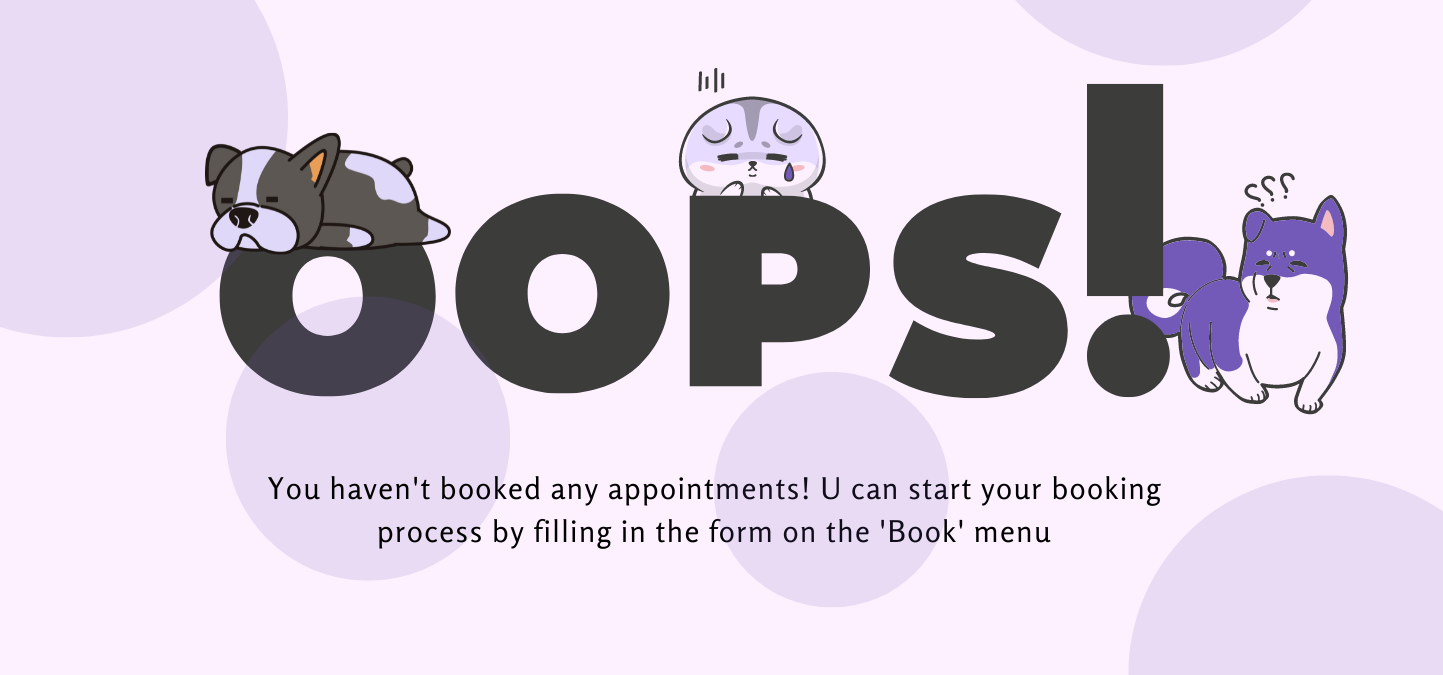 OOPS!
You haven't booked any appointments! U can start your booking
process by filling in the form on the 'Book' menu